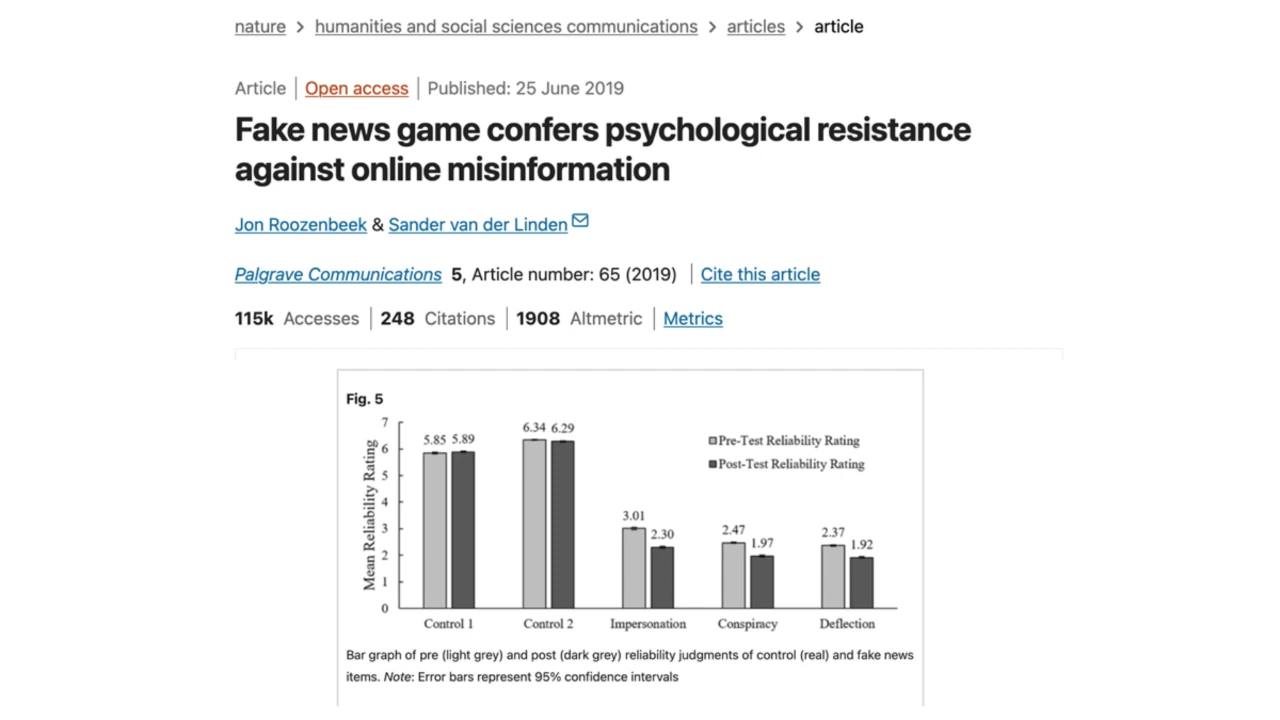 nature > humanities and social sciences communications > articles > article
Article | Open access | Published: 25 June 2019
Fake news game confers psychological resistance
against online misinformation
Jon Roozenbeek & Sander van der Linden
Palgrave Communications 5, Article number: 65 (2019) | Cite this article
115k Accesses | 248 Citations | 1908 Altmetric | Metrics
Fig. 5
Mean Reliability Rating
7
6
5
4
3
2
1
0
5.85 5.89
6.34 6.29
3.01
2.30
2.47
1.97
2.37
1.92
Pre-Test Reliability Rating
Post-Test Reliability Rating
Control 1 Control 2 Impersonation Conspiracy Deflection
Bar graph of pre (light grey) and post (dark grey) reliability judgments of control (real) and fake news
items. Note: Error bars represent 95% confidence intervals